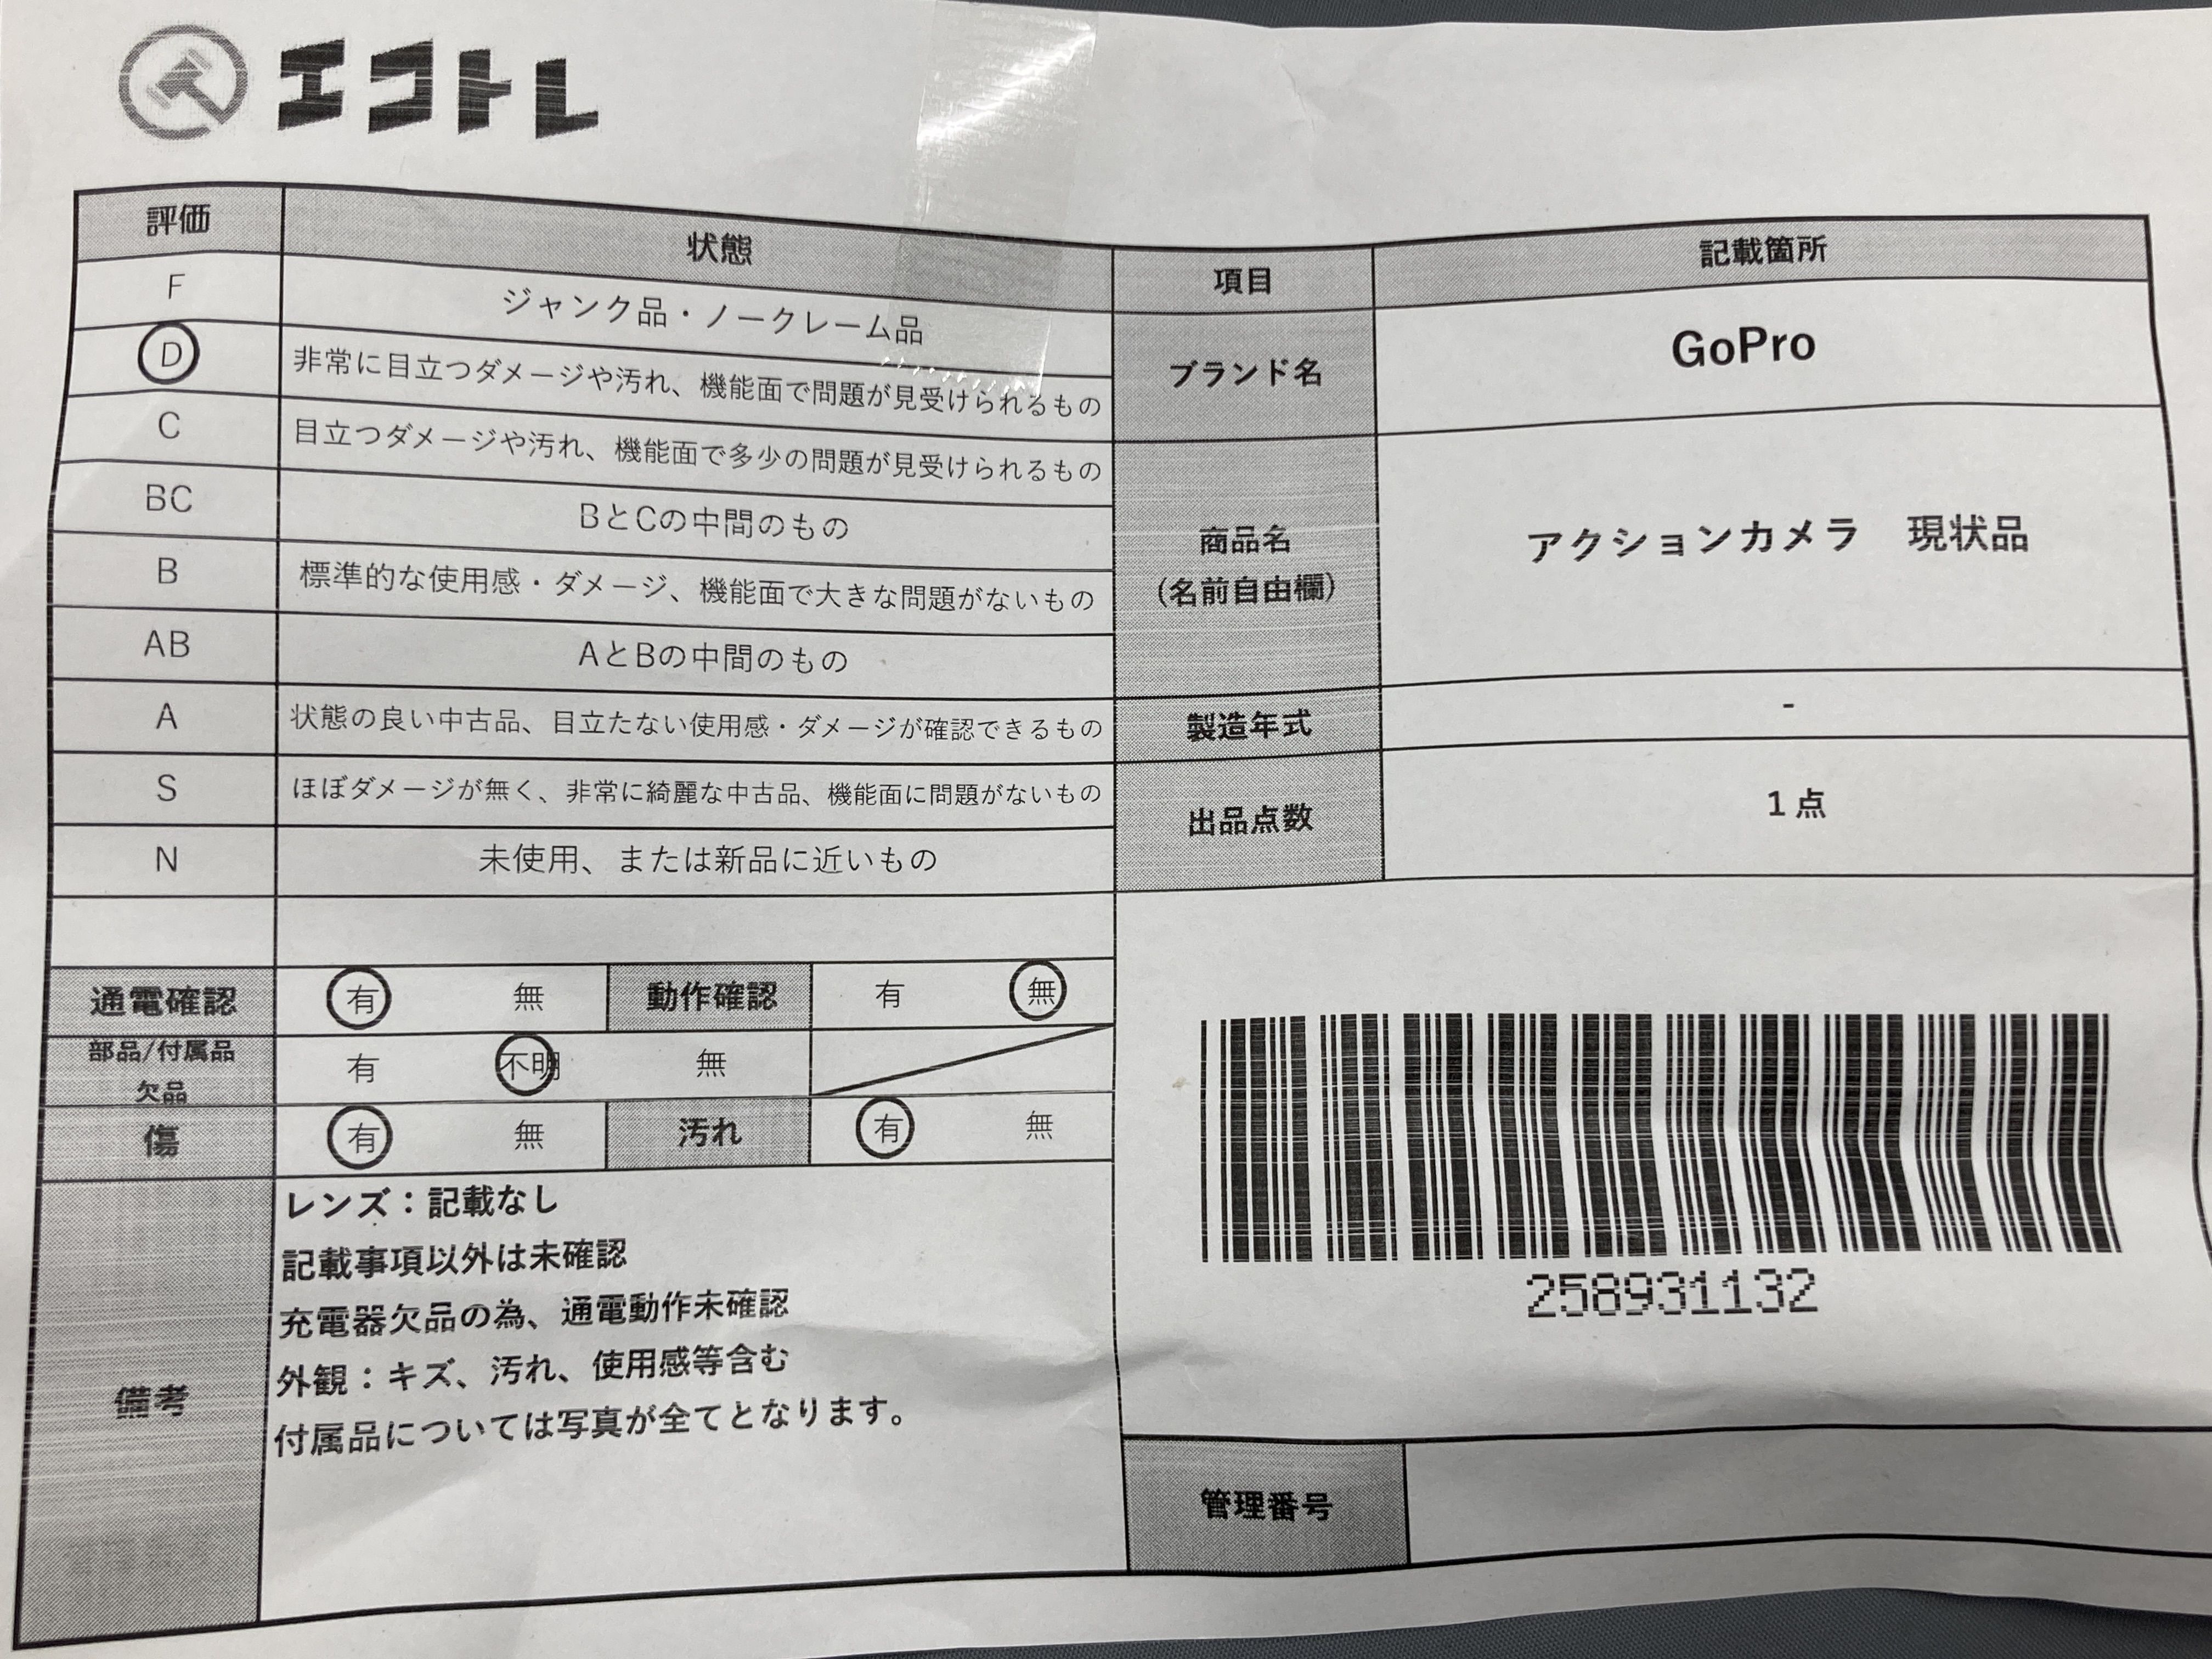 エコトレ
評価 状態
F ジャンク品・ノークレーム品
D 非常に目立つダメージや汚れ、機能面で問題が見受けられるもの
C 目立つダメージや汚れ、機能面で多少の問題が見受けられるもの
BC BとCの中間のもの
B 標準的な使用感・ダメージ、機能面で大きな問題がないもの
AB AとBの中間のもの
A 状態の良い中古品、目立たない使用感・ダメージが確認できるもの
S ほぼダメージが無く、非常に綺麗な中古品、機能面に問題がないもの
N 未使用、または新品に近いもの
通電確認 有 無 動作確認 有 無
部品/付属品
欠品 有 不明 無
傷 有 無 汚れ 有 無
備考
レンズ：記載なし
記載事項以外は未確認
充電器欠品の為、通電動作未確認
外観：キズ、汚れ、使用感等含む
付属品については写真が全てとなります。
項目 記載箇所
ブランド名 GoPro
商品名
（名前自由欄） アクションカメラ　現状品
製造年式 -
出品点数 1点
258931132
管理番号